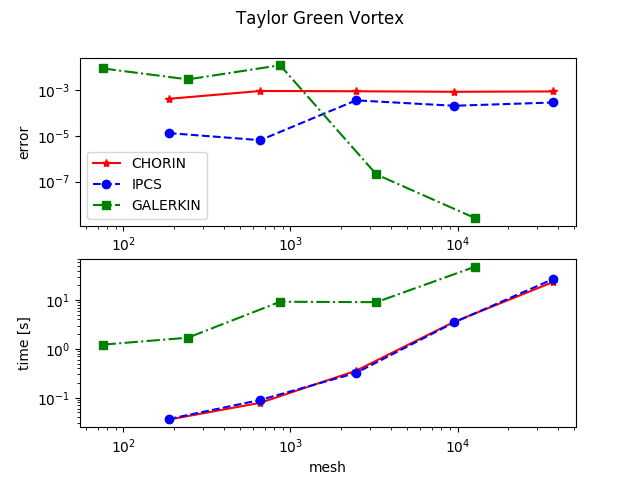 Taylor Green Vortex
10^-3
10^-5
10^-7
error
CHORIN
IPCS
GALERKIN
10^2 10^3 10^4
10^1
10^0
10^-1
time [s]
10^2 10^3 10^4
mesh